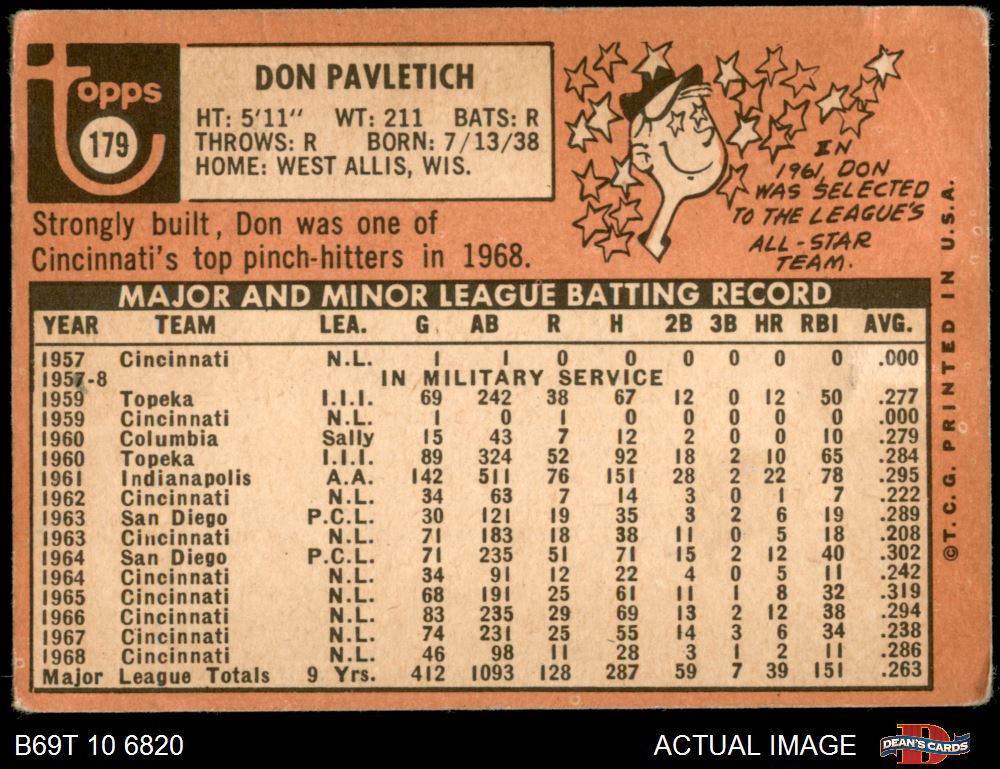 Topps
179
DON PAVLETICH
HT: 5'11" WT: 211 BATS: R
THROWS: R BORN: 7/13/38
HOME: WEST ALLIS, WIS.
IN
1961, DON
WAS SELECTED
TO THE LEAGUE'S
ALL-STAR
TEAM.
Strongly built, Don was one of
Cincinnati's top pinch-hitters in 1968.
MAJOR AND MINOR LEAGUE BATTING RECORD
YEAR TEAM LEA. G AB R H 2B 3B HR RBI AVG.
1957 Cincinnati N.L. 1 1 0 0 0 0 0 0 .000
1957-8 IN MILITARY SERVICE
1959 Topeka I.I.I. 69 242 38 67 12 0 12 50 .277
1959 Cincinnati N.L. 1 0 1 0 0 0 0 0 .000
1960 Columbia Sally 15 43 7 12 2 0 0 10 .279
1960 Topeka I.I.I. 89 324 52 92 18 2 10 65 .284
1961 Indianapolis A.A. 142 511 76 151 28 2 22 78 .295
1962 Cincinnati N.L. 34 63 7 14 3 0 1 7 .222
1963 San Diego P.C.L. 30 121 19 35 3 2 6 19 .289
1963 Cincinnati N.L. 71 183 18 38 11 0 5 18 .208
1964 San Diego P.C.L. 71 235 51 71 15 2 12 40 .302
1964 Cincinnati N.L. 34 91 12 22 4 0 5 11 .242
1965 Cincinnati N.L. 68 191 25 61 11 1 8 32 .319
1966 Cincinnati N.L. 83 235 29 69 13 2 12 38 .294
1967 Cincinnati N.L. 74 231 25 55 14 3 6 34 .238
1968 Cincinnati N.L. 46 98 11 28 3 1 2 11 .286
Major League Totals 9 Yrs. 412 1093 128 287 59 7 39 151 .263
© T. C. G. PRINTED IN U.S.A.
B69T 10 6820
ACTUAL IMAGE
DEAN'S CARDS